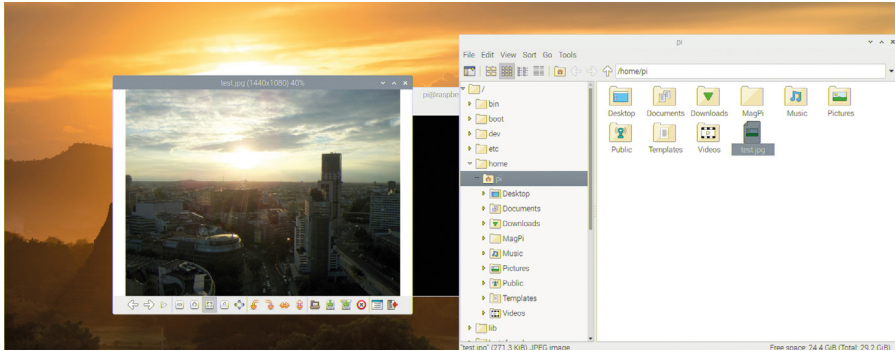 test.jpg (1440x1080) 40%
pi@raspbe
pi
File Edit View Sort Go Tools
/home/pi
/
bin
boot
dev
etc
home
pi
Desktop
Documents
Downloads
MagPi
Music
Pictures
Public
Templates
Videos
lib
Desktop Documents Downloads MagPi Music Pictures
Public Templates Videos test.jpg
"test.jpg" (271.3 KiB) JPEG image
Free space: 24.4 GiB (Total: 29.2 GiB)